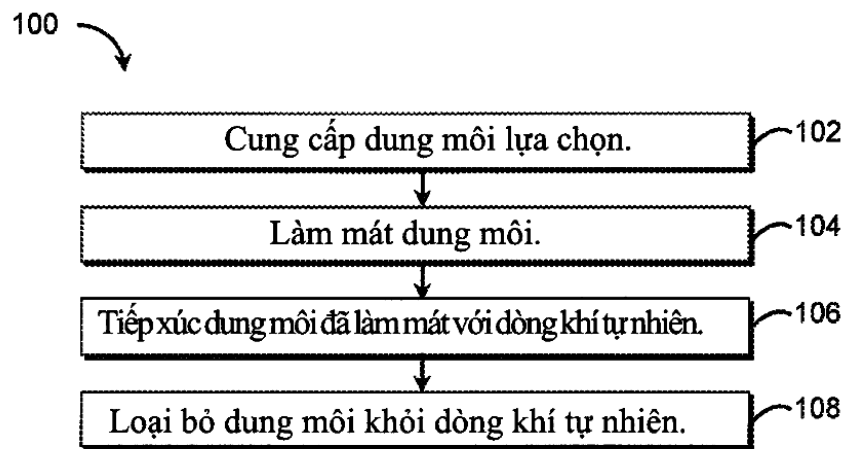 100
Cung cấp dung môi lựa chọn.
102
Làm mát dung môi.
104
Tiếp xúc dung môi đã làm mát với dòng khí tự nhiên.
106
Loại bỏ dung môi khỏi dòng khí tự nhiên.
108